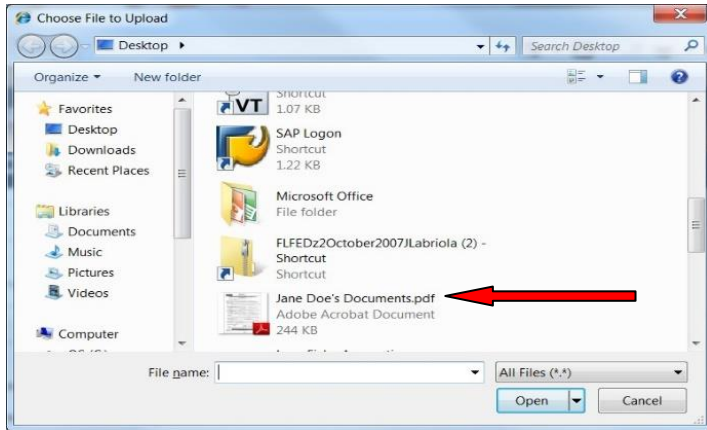 Choose File to Upload
Desktop
Search Desktop
Organize
New folder
Favorites
Desktop
Downloads
Recent Places
Libraries
Documents
Music
Pictures
Videos
Computer
VT
Shortcut
1.07 KB
SAP Logon
Shortcut
1.22 KB
Microsoft Office
File folder
FLFEDz2October2007JLabriola (2) -
Shortcut
Shortcut
Jane Doe's Documents.pdf
Adobe Acrobat Document
244 KB
File name:
All Files (*.*)
Open
Cancel